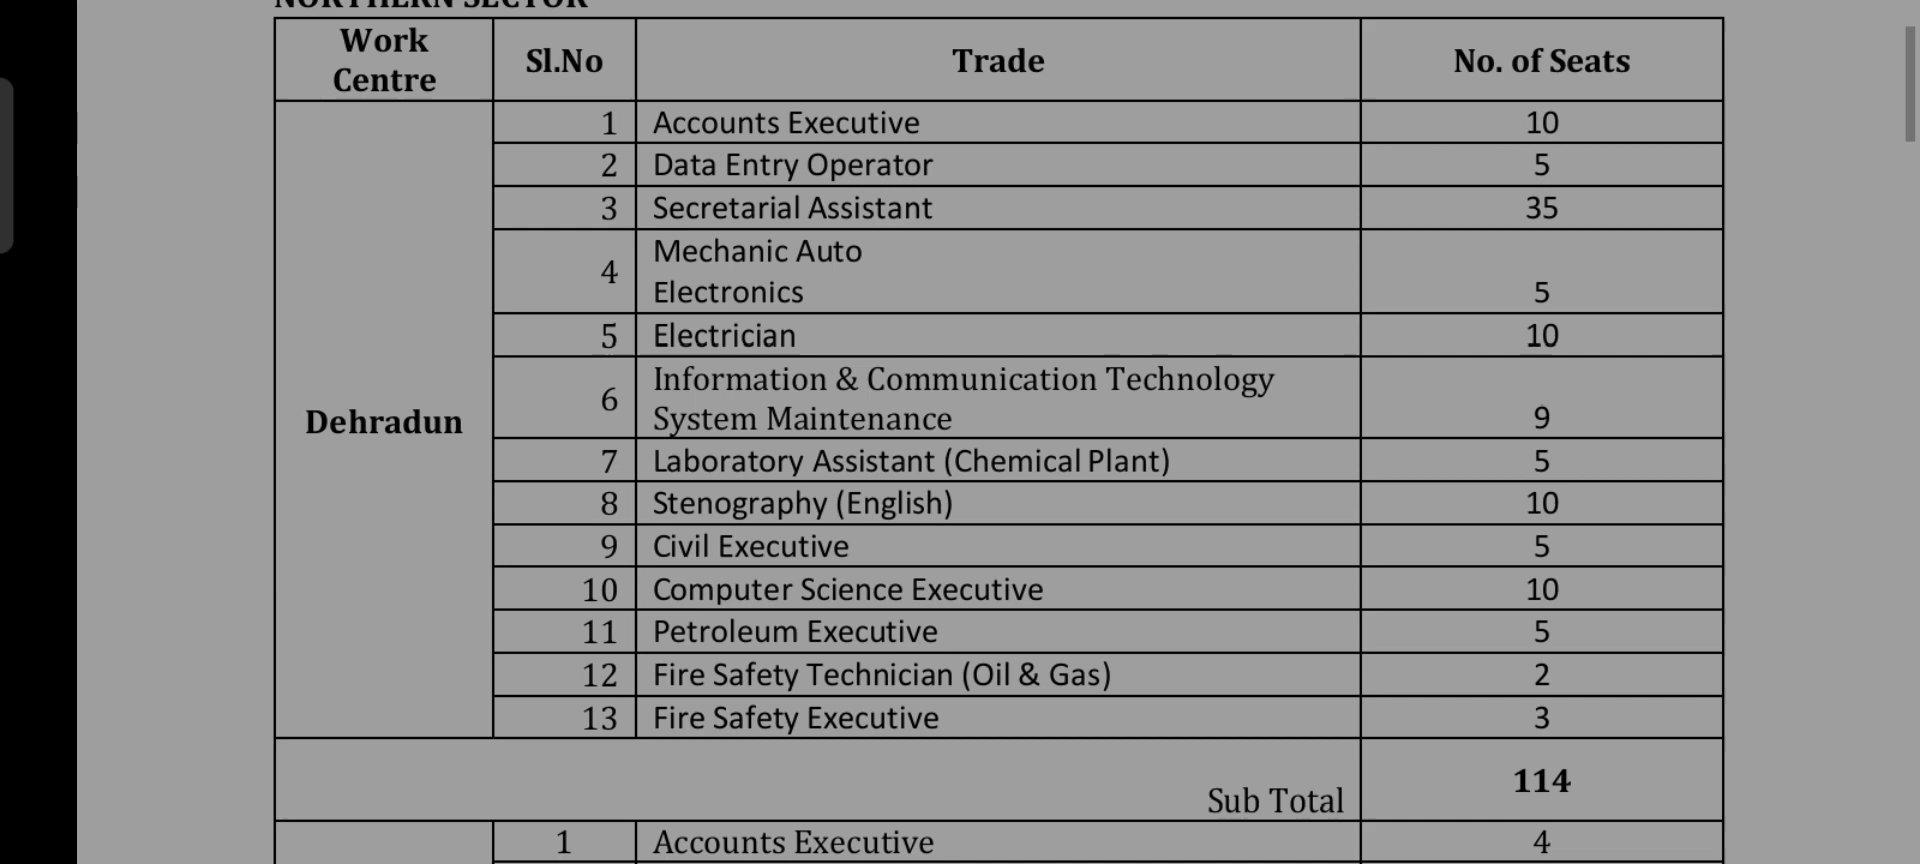 NORTHERN SECTOR
Work Centre Sl.No Trade No. of Seats
Dehradun
1 Accounts Executive 10
2 Data Entry Operator 5
3 Secretarial Assistant 35
4 Mechanic Auto
Electronics 5
5 Electrician 10
6 Information & Communication Technology
System Maintenance 9
7 Laboratory Assistant (Chemical Plant) 5
8 Stenography (English) 10
9 Civil Executive 5
10 Computer Science Executive 10
11 Petroleum Executive 5
12 Fire Safety Technician (Oil & Gas) 2
13 Fire Safety Executive 3
Sub Total 114
1 Accounts Executive 4